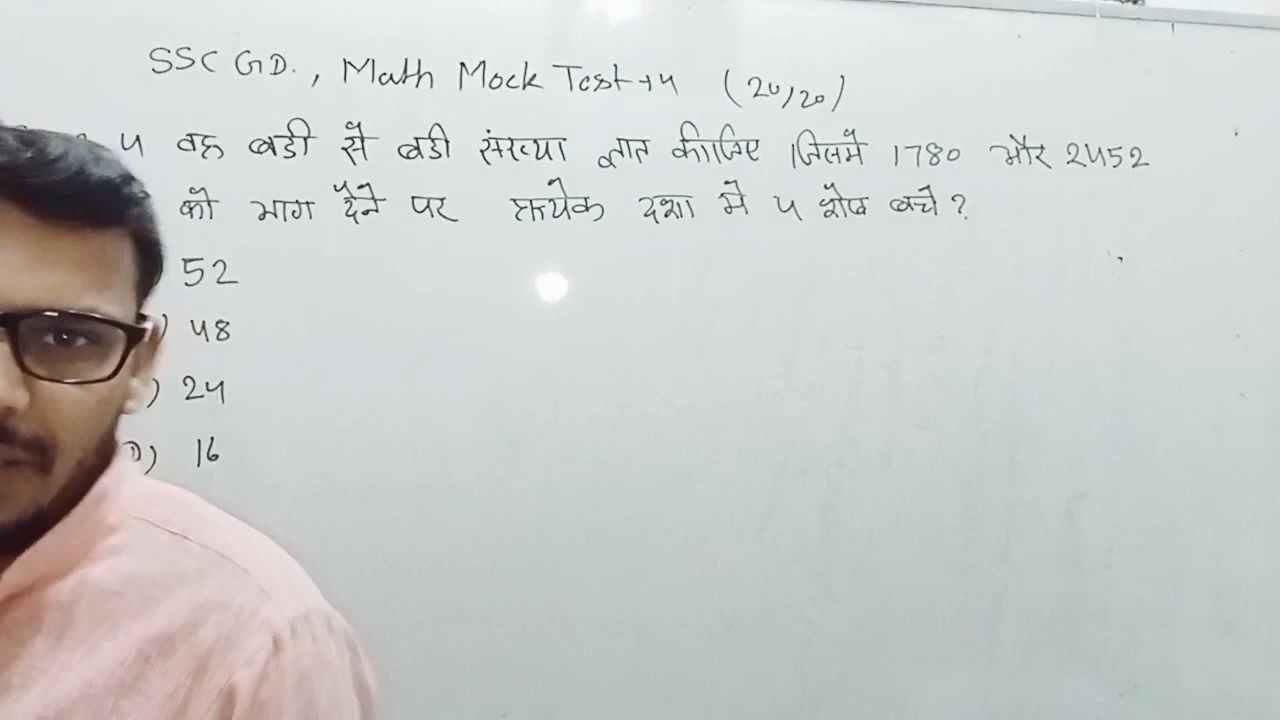 SSC GD., Math Mock Test-14 (20/20)
4 वह बडी से बडी संख्या ज्ञात कीजिए जिसमें 1780 और 2452
को भाग देने पर प्रत्येक दशा में 4 शेष बचे ?
52
) 48
) 24
D) 16